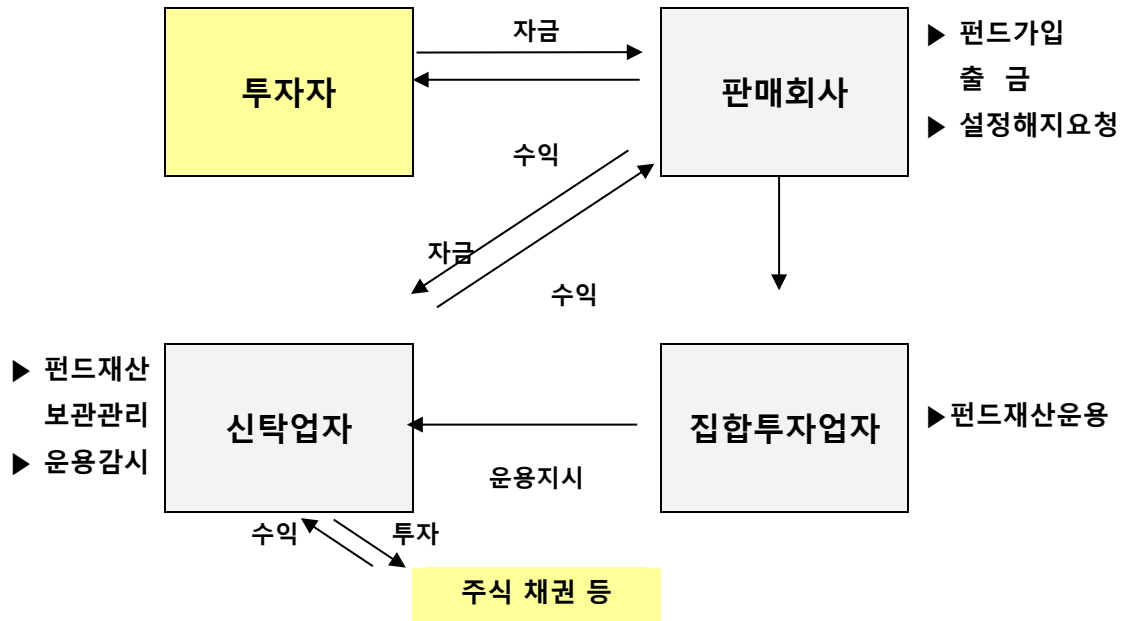 자금
투자자
판매회사
▶ 펀드가입
출 금
▶ 설정해지요청
수익
자금
수익
▶ 펀드재산
보관관리
▶ 운용감시
신탁업자
집합투자업자
▶펀드재산운용
운용지시
수익
투자
주식 채권 등